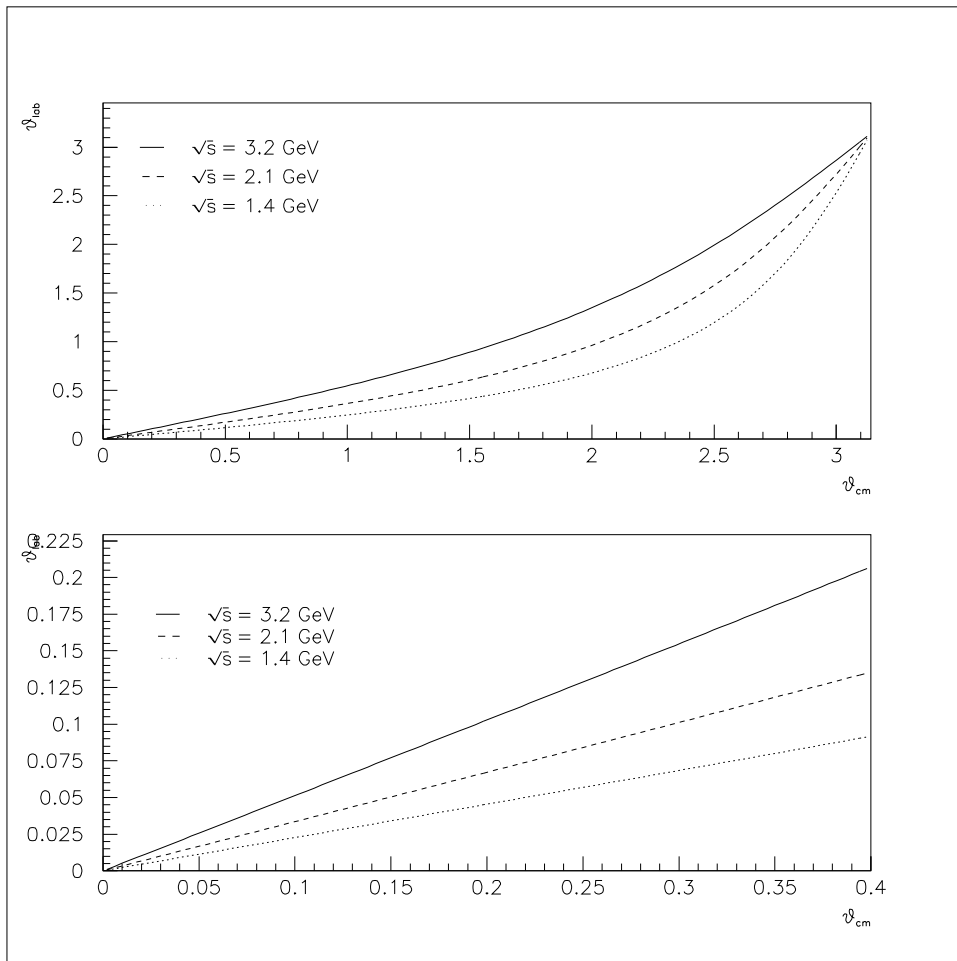 ϑlab
3
2.5
2
1.5
1
0.5
0
√s = 3.2 GeV
√s = 2.1 GeV
√s = 1.4 GeV
0 0.5 1 1.5 2 2.5 3
ϑcm
ϑlab
0.225
0.2
0.175
0.15
0.125
0.1
0.075
0.05
0.025
0
√s = 3.2 GeV
√s = 2.1 GeV
√s = 1.4 GeV
0 0.05 0.1 0.15 0.2 0.25 0.3 0.35 0.4
ϑcm